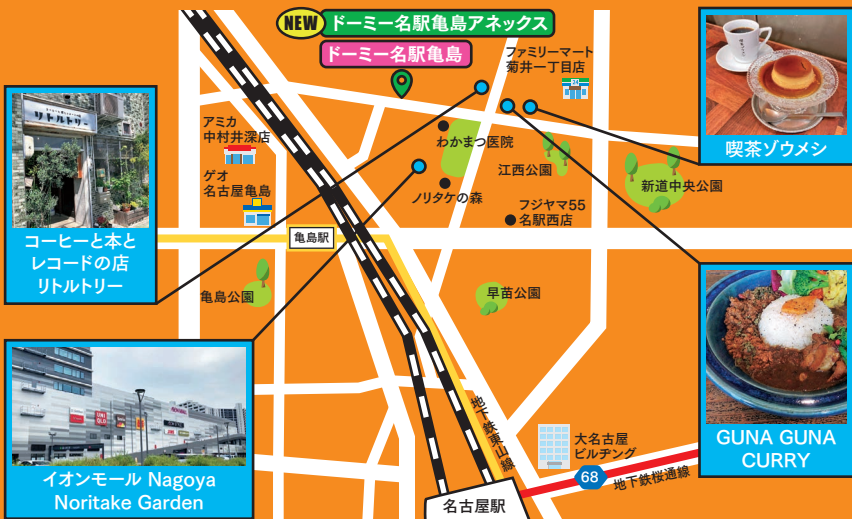 NEW ドーミー名駅亀島アネックス
ドーミー名駅亀島
ファミリーマート
菊井一丁目店
アミカ
中村井深店
わかまつ医院
江西公園
喫茶ゾウメシ
ゲオ
名古屋亀島
ノリタケの森
フジヤマ55
名駅西店
新道中央公園
リトルトリー
コーヒーと本と
レコードの店
リトルトリー
亀島駅
亀島公園
早苗公園
UNIQLO
イオンモール Nagoya
Noritake Garden
地下鉄東山線
大名古屋
ビルヂング
68
地下鉄桜通線
名古屋駅
GUNA GUNA
CURRY